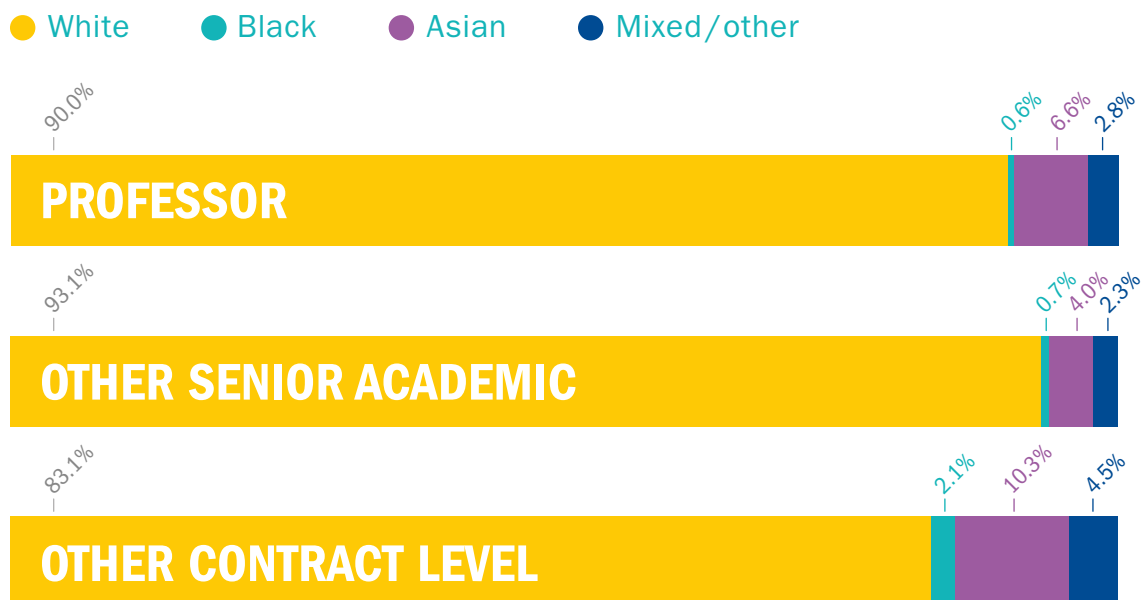 White Black Asian Mixed/other
90.0% 0.6% 6.6% 2.8%
PROFESSOR
93.1% 0.7% 4.0% 2.3%
OTHER SENIOR ACADEMIC
83.1% 2.1% 10.3% 4.5%
OTHER CONTRACT LEVEL